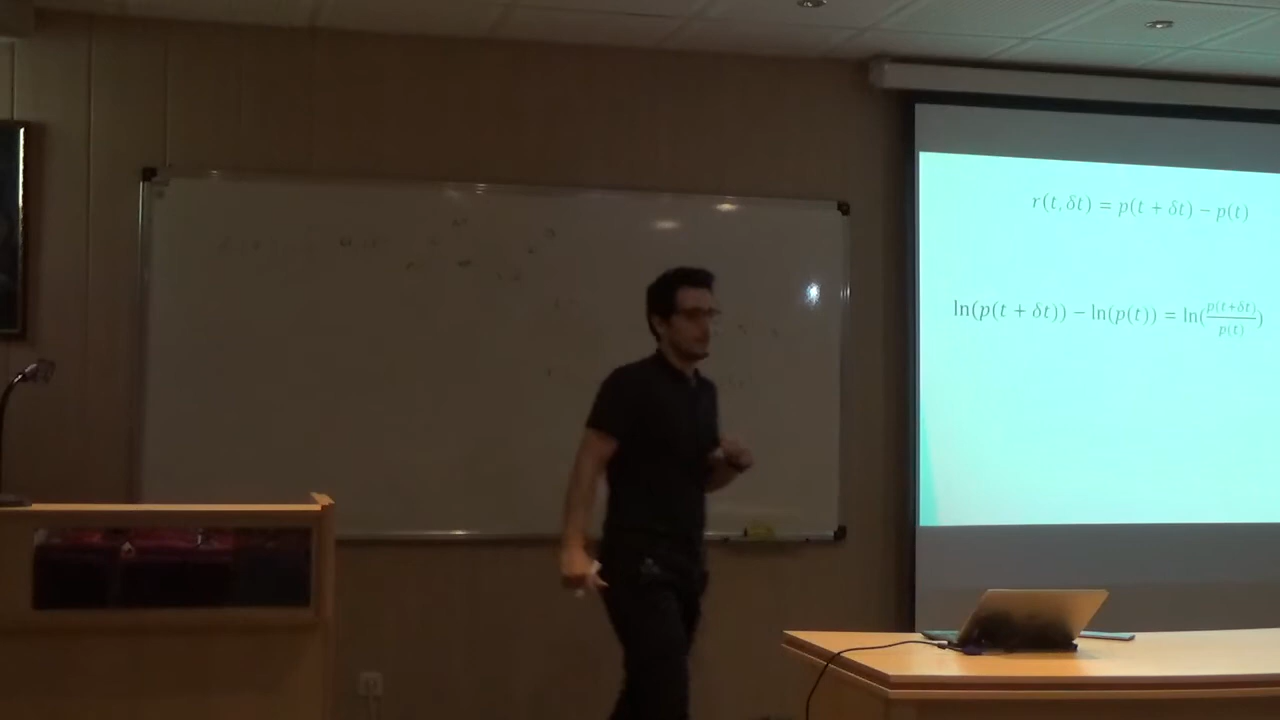 r(t, δt) = p(t + δt) − p(t)
ln(p(t + δt)) − ln(p(t)) = ln(p(t+δt)/p(t))